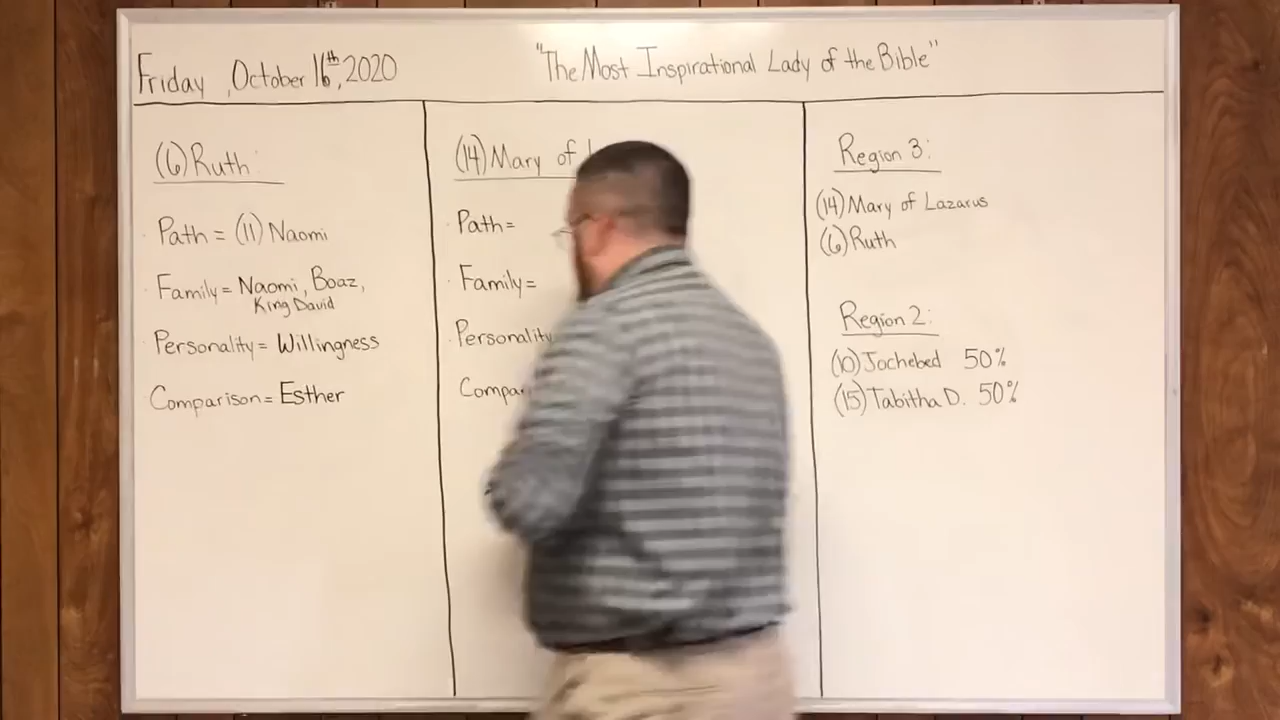 Friday, October 16th, 2020
"The Most Inspirational Lady of the Bible"
(6) Ruth:
Path = (11) Naomi
Family = Naomi, Boaz,
King David
Personality = Willingness
Comparison = Esther
(14) Mary of
Path =
Family =
Personality
Region 3:
(14) Mary of Lazarus
(6) Ruth
Region 2:
(10) Jochebed 50%
(15) Tabitha D. 50%